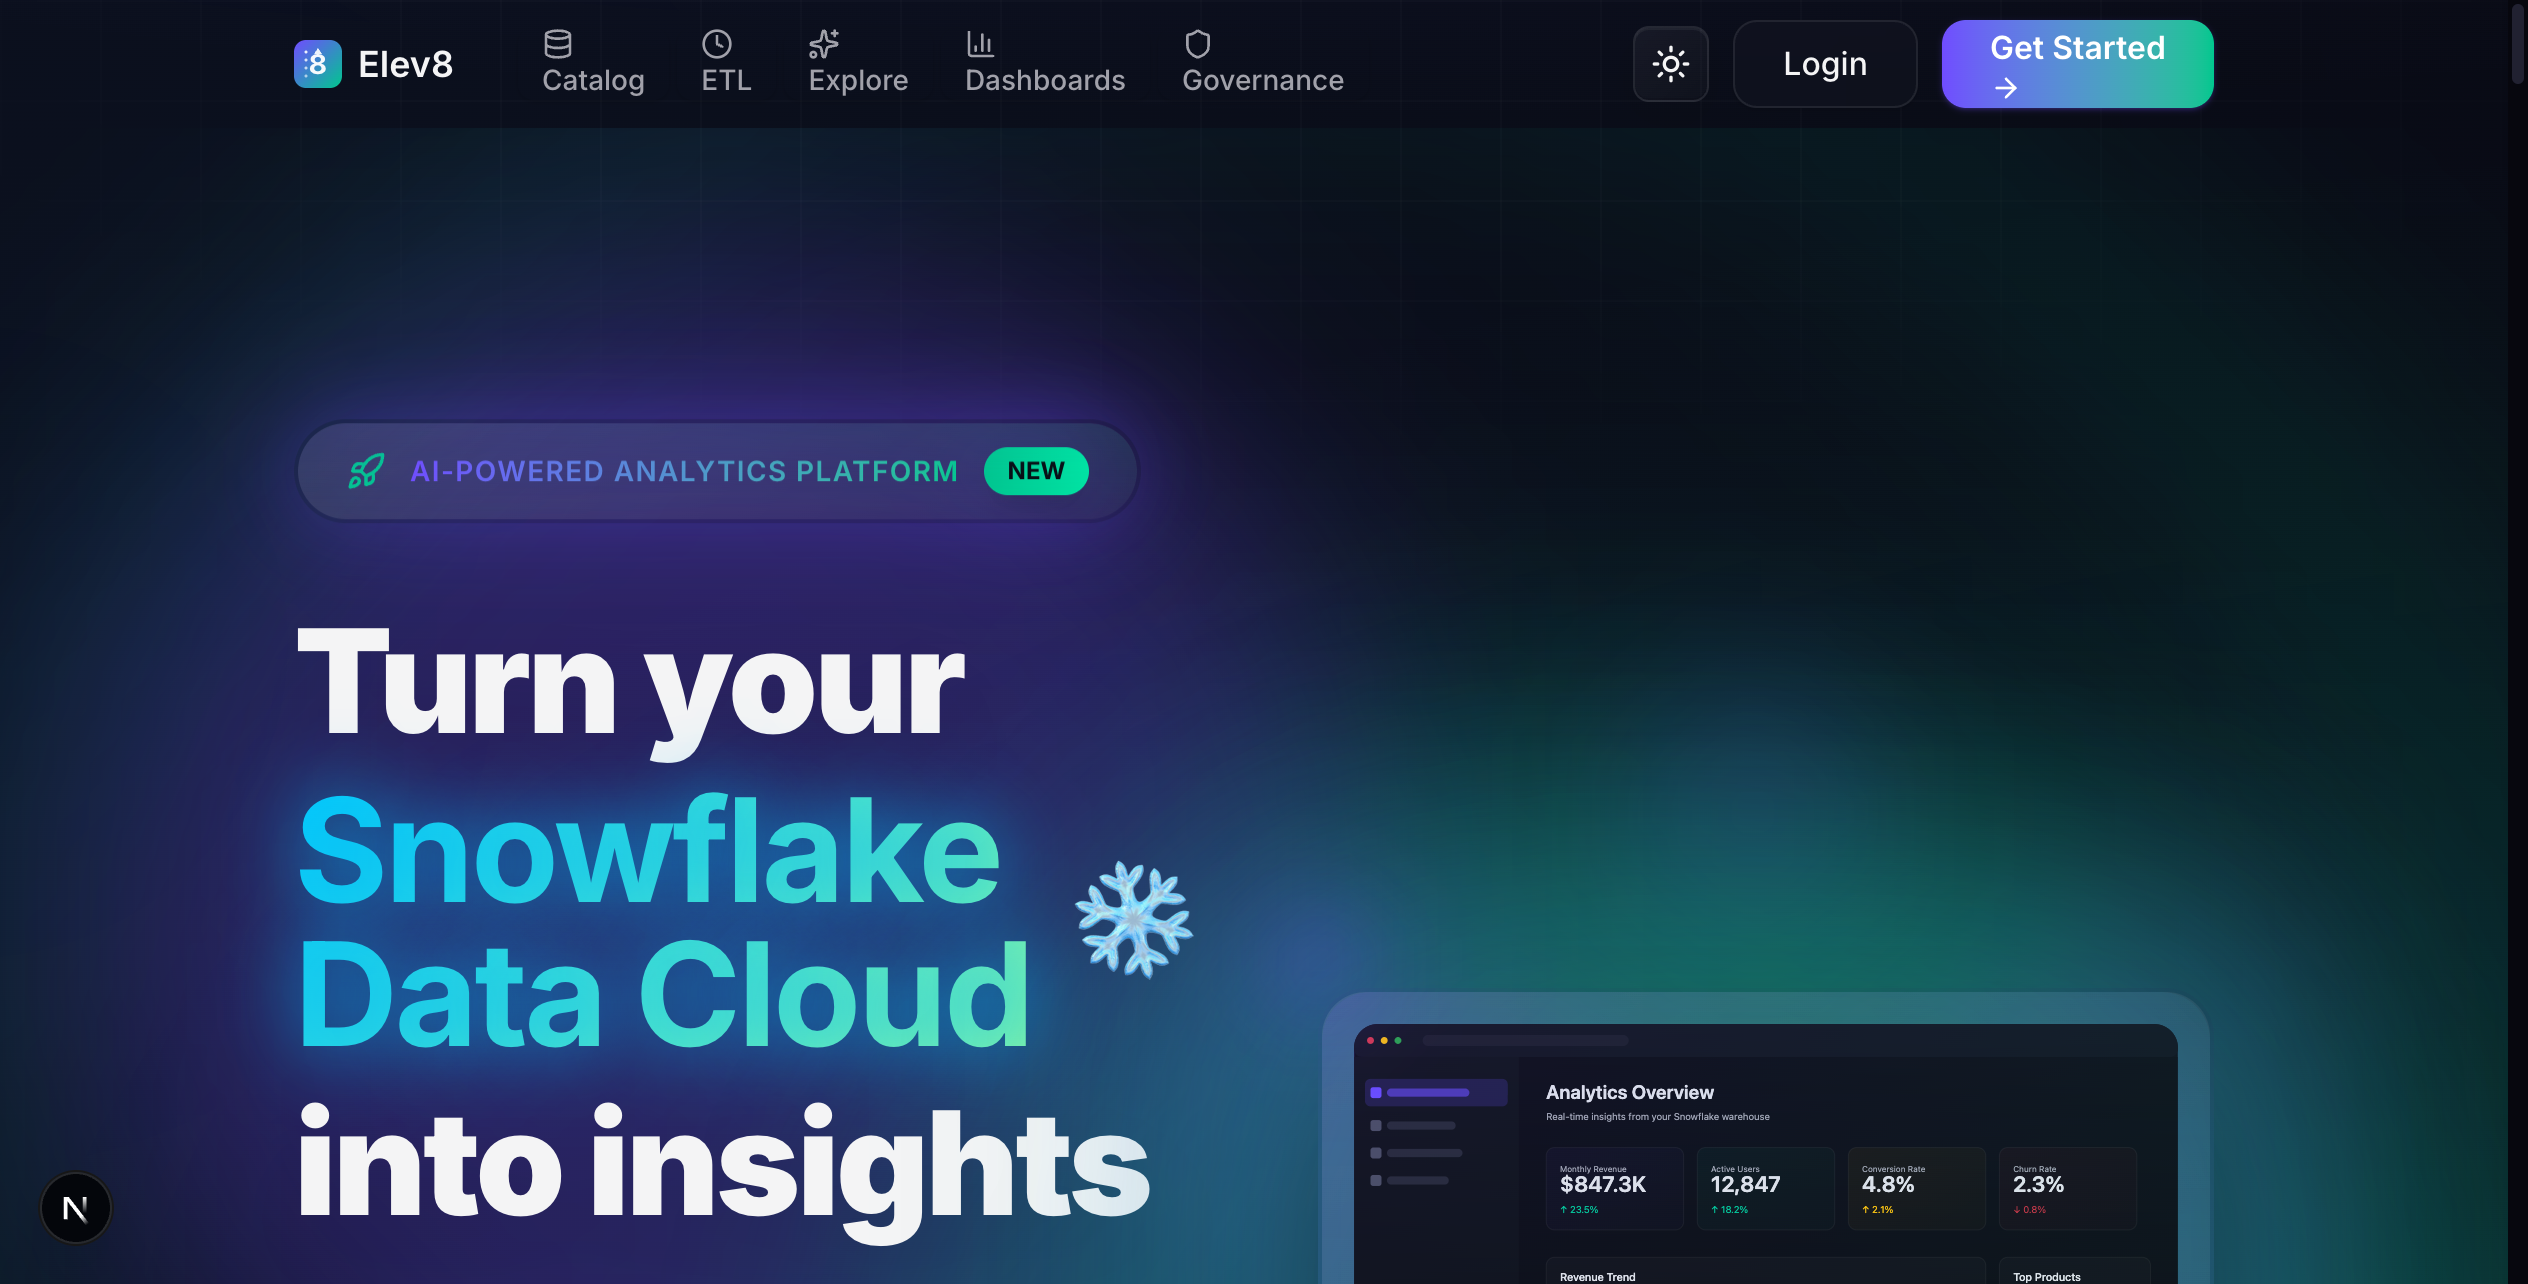 8 Elev8
Catalog
ETL
Explore
Dashboards
Governance
Login
Get Started
→
AI-POWERED ANALYTICS PLATFORM NEW
Turn your
Snowflake
Data Cloud
into insights
N
Analytics Overview
Real-time insights from your Snowflake warehouse
Monthly Revenue
$847.3K
↑ 23.5%
Active Users
12,847
↑ 18.2%
Conversion Rate
4.8%
↑ 2.1%
Churn Rate
2.3%
↓ 0.8%
Revenue Trend
Top Products